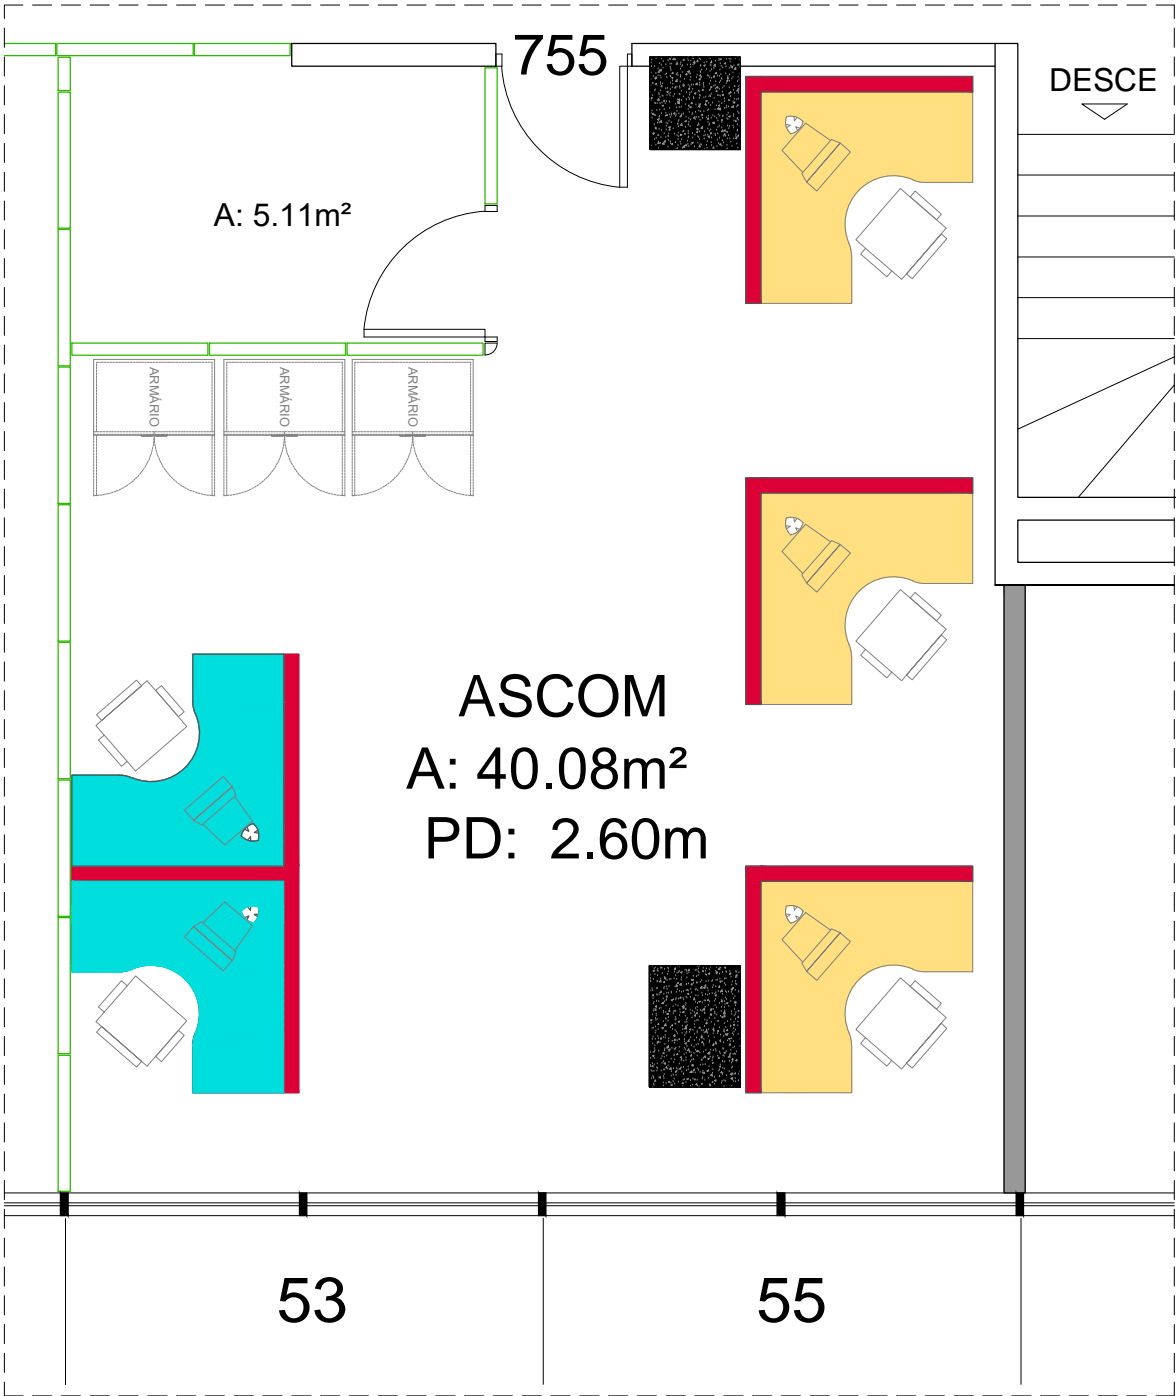 755
DESCE
A: 5.11m²
ARMÁRIO
ARMÁRIO
ARMÁRIO
ASCOM
A: 40.08m²
PD: 2.60m
53
55